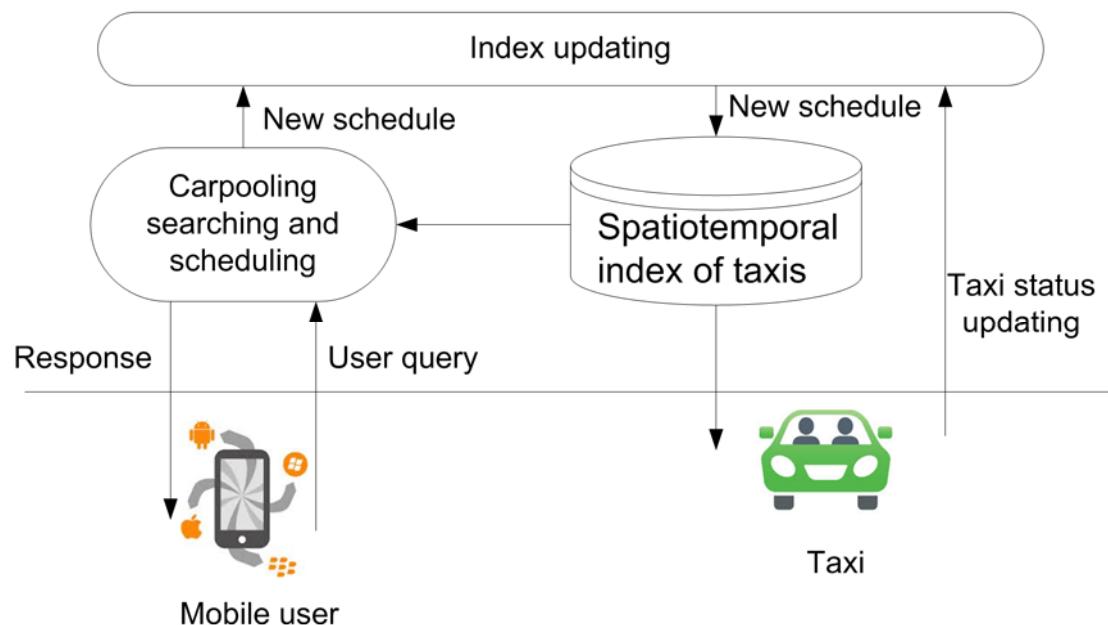 Index updating
New schedule
New schedule
Carpooling
searching and
scheduling
Spatiotemporal
index of taxis
Taxi status
updating
Response
User query
Taxi
Mobile user